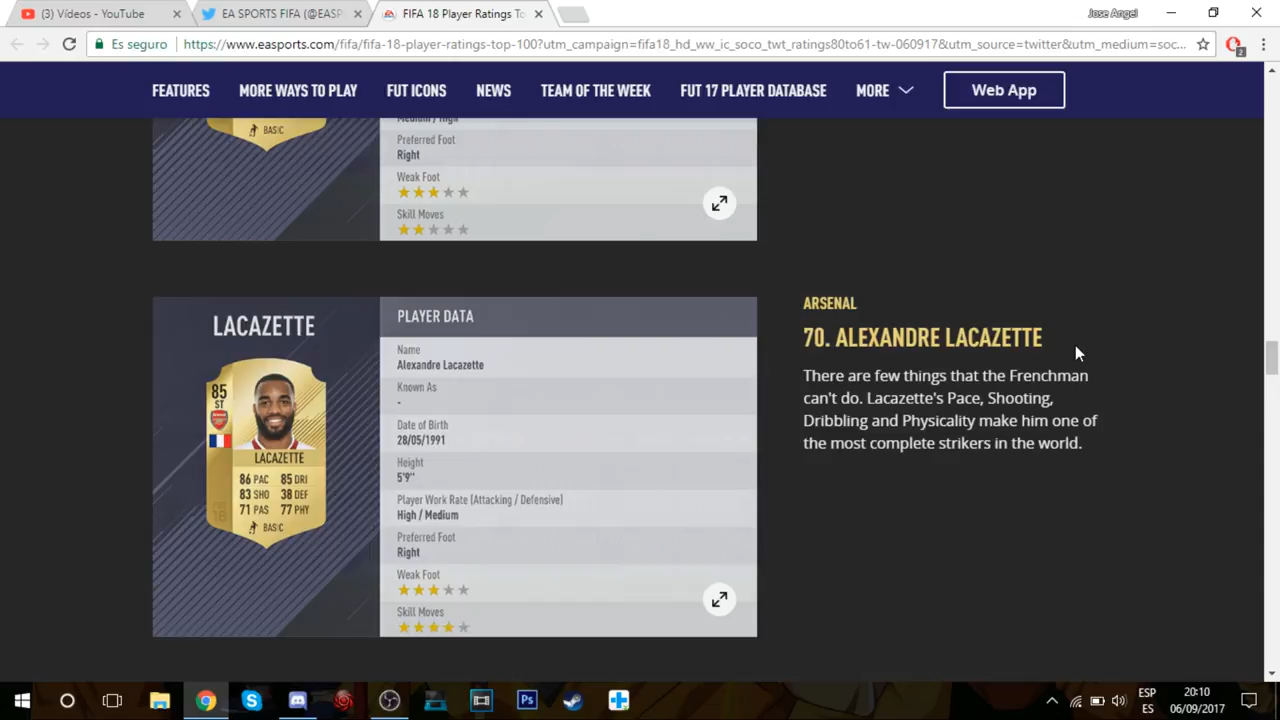 (3) Vídeos - YouTube
EA SPORTS FIFA (@EASP
FIFA 18 Player Ratings To
Jose Angel
Es seguro
https://www.easports.com/fifa/fifa-18-player-ratings-top-100?utm_campaign=fifa18_hd_ww_ic_soco_twt_ratings80to61-tw-060917&utm_source=twitter&utm_medium=soc...
2
FEATURES
MORE WAYS TO PLAY
FUT ICONS
NEWS
TEAM OF THE WEEK
FUT 17 PLAYER DATABASE
MORE
Web App
BASIC
Medium / High
Preferred Foot
Right
Weak Foot
Skill Moves
LACAZETTE
85
ST
LACAZETTE
86 PAC 85 DRI
83 SHO 38 DEF
71 PAS 77 PHY
BASIC
PLAYER DATA
Name
Alexandre Lacazette
Known As
-
Date of Birth
28/05/1991
Height
5'9"
Player Work Rate (Attacking / Defensive)
High / Medium
Preferred Foot
Right
Weak Foot
Skill Moves
ARSENAL
70. ALEXANDRE LACAZETTE
There are few things that the Frenchman
can't do. Lacazette's Pace, Shooting,
Dribbling and Physicality make him one of
the most complete strikers in the world.
Ps
ESP
ES
20:10
06/09/2017